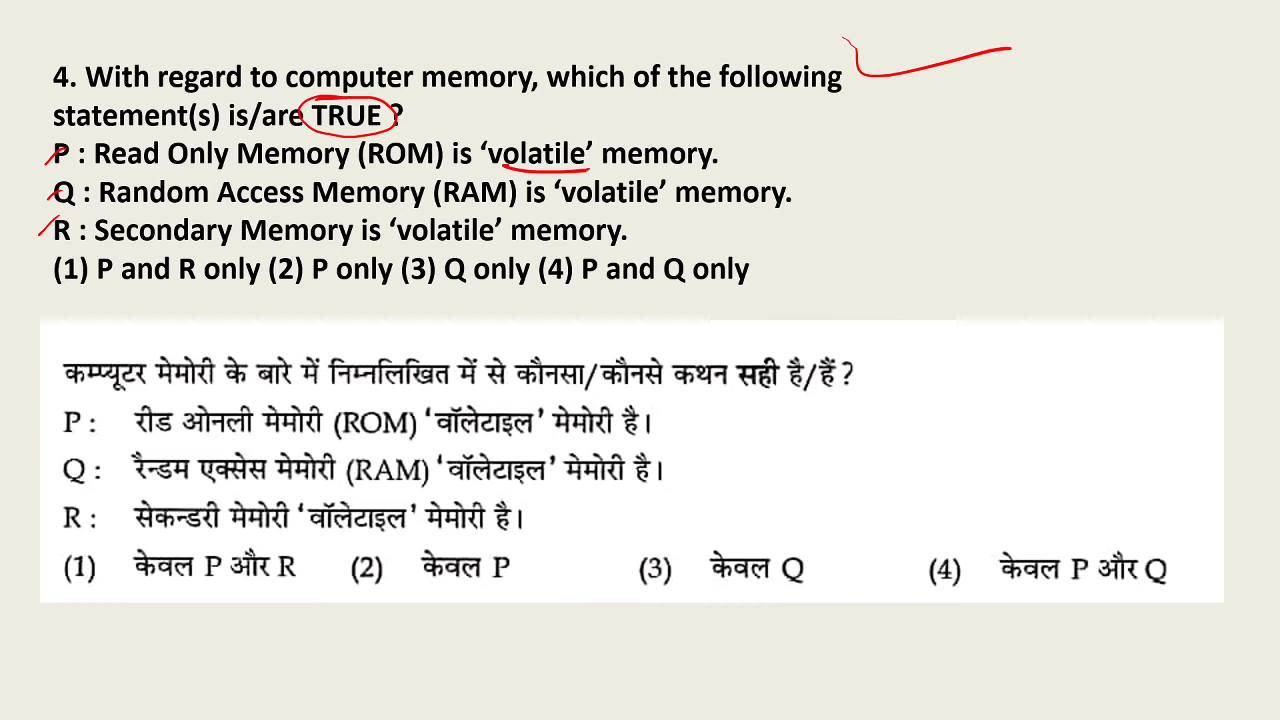 4. With regard to computer memory, which of the following
statement(s) is/are TRUE ?
P : Read Only Memory (ROM) is ‘volatile’ memory.
Q : Random Access Memory (RAM) is ‘volatile’ memory.
R : Secondary Memory is ‘volatile’ memory.
(1) P and R only (2) P only (3) Q only (4) P and Q only
कम्प्यूटर मेमोरी के बारे में निम्नलिखित में से कौनसा/कौनसे कथन सही है/हैं ?
P : रीड ओनली मेमोरी (ROM) ‘वॉलेटाइल’ मेमोरी है।
Q : रैन्डम एक्सेस मेमोरी (RAM) ‘वॉलेटाइल’ मेमोरी है।
R : सेकन्डरी मेमोरी ‘वॉलेटाइल’ मेमोरी है।
(1) केवल P और R (2) केवल P (3) केवल Q (4) केवल P और Q